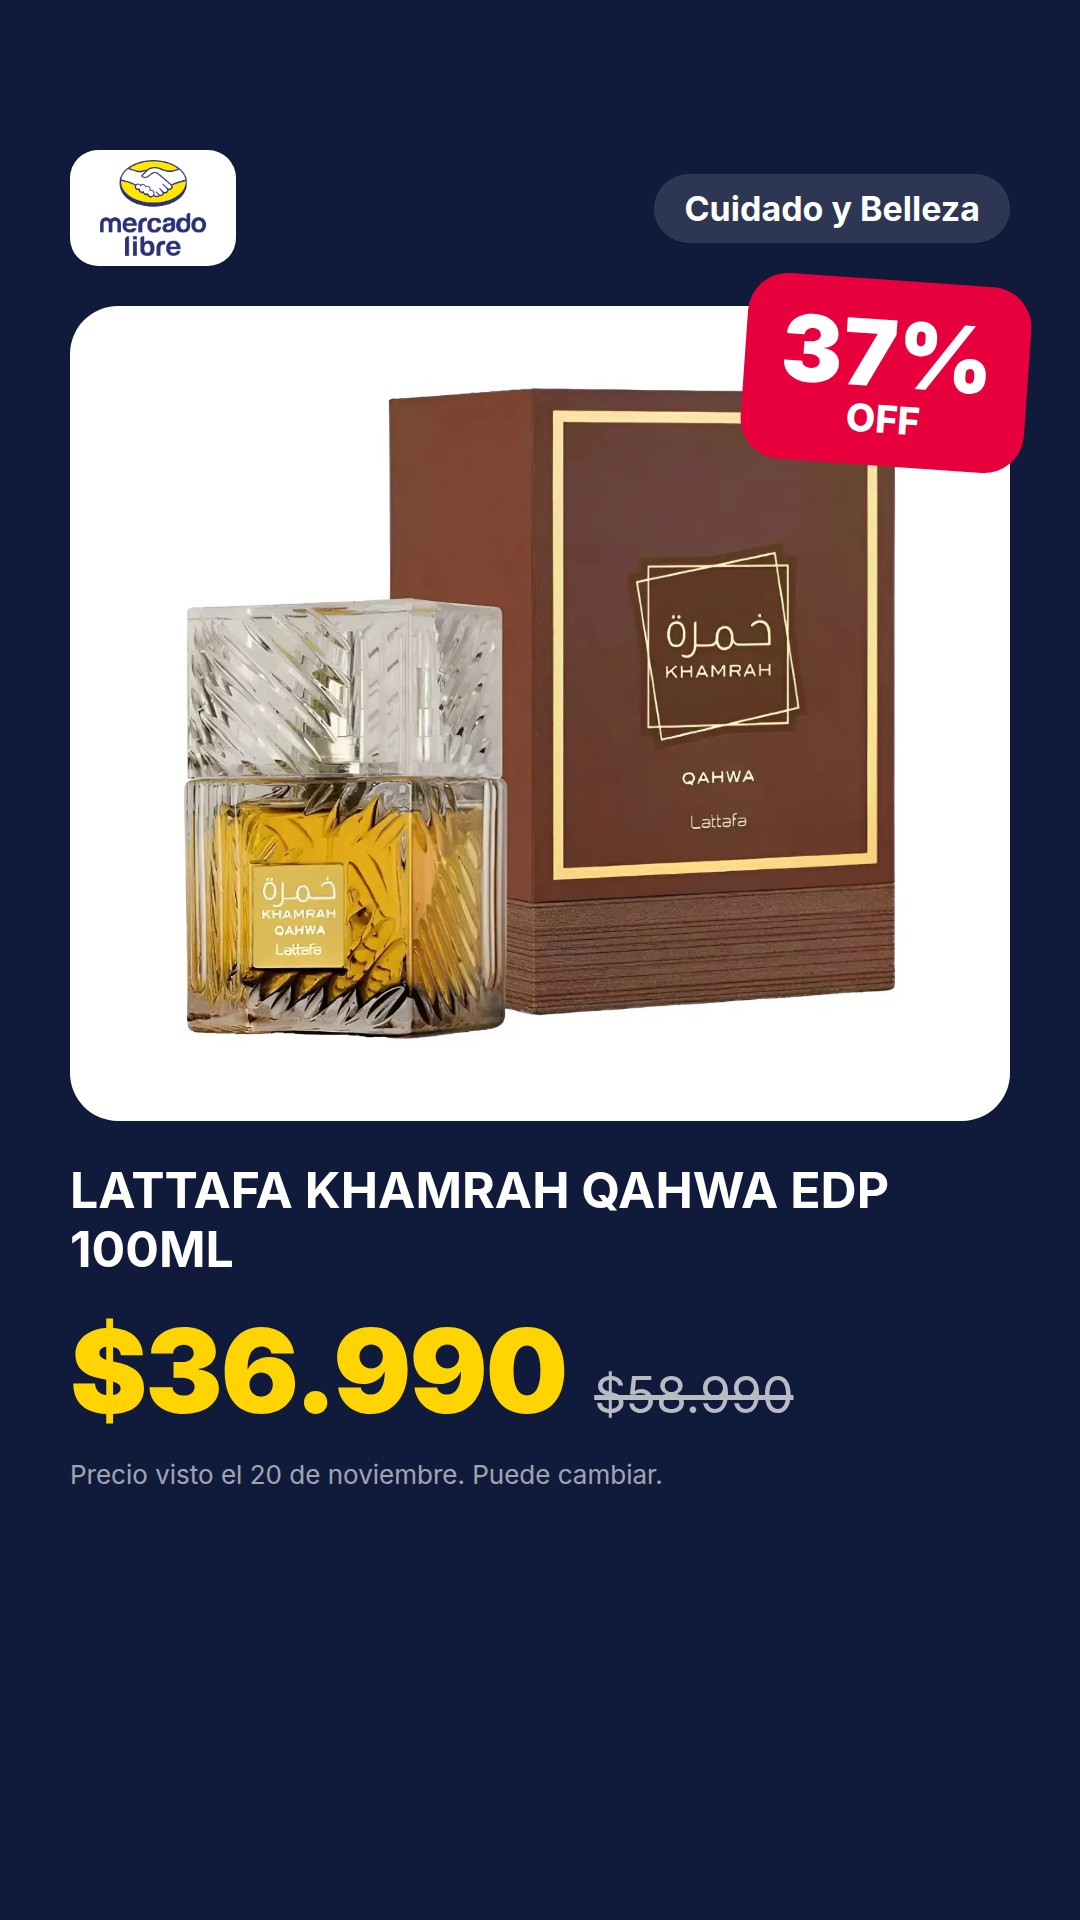 mercado
libre
Cuidado y Belleza
37%
OFF
خمرة
KHAMRAH
QAHWA
Lattafa
خمرة
KHAMRAH
QAHWA
Lattafa
LATTAFA KHAMRAH QAHWA EDP
100ML
$36.990 $58.990
Precio visto el 20 de noviembre. Puede cambiar.